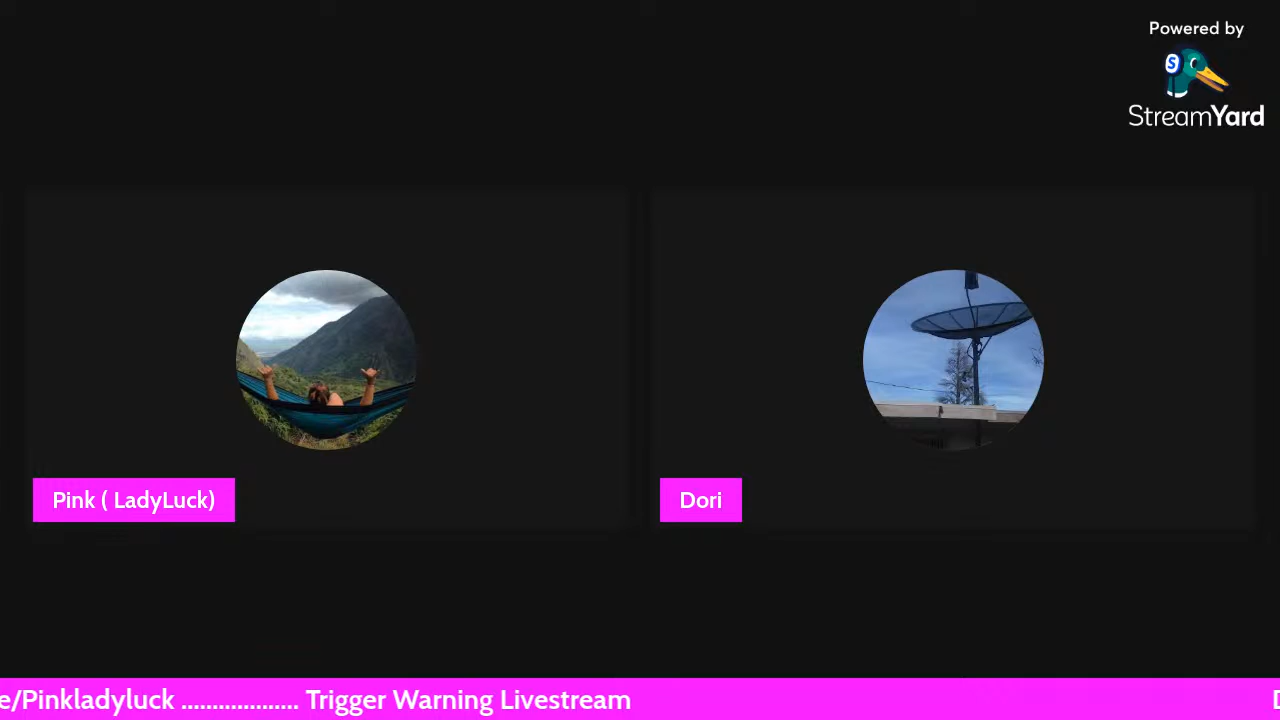 Powered by
S
StreamYard
Pink ( LadyLuck)
Dori
e/Pinkladyluck ................... Trigger Warning Livestream